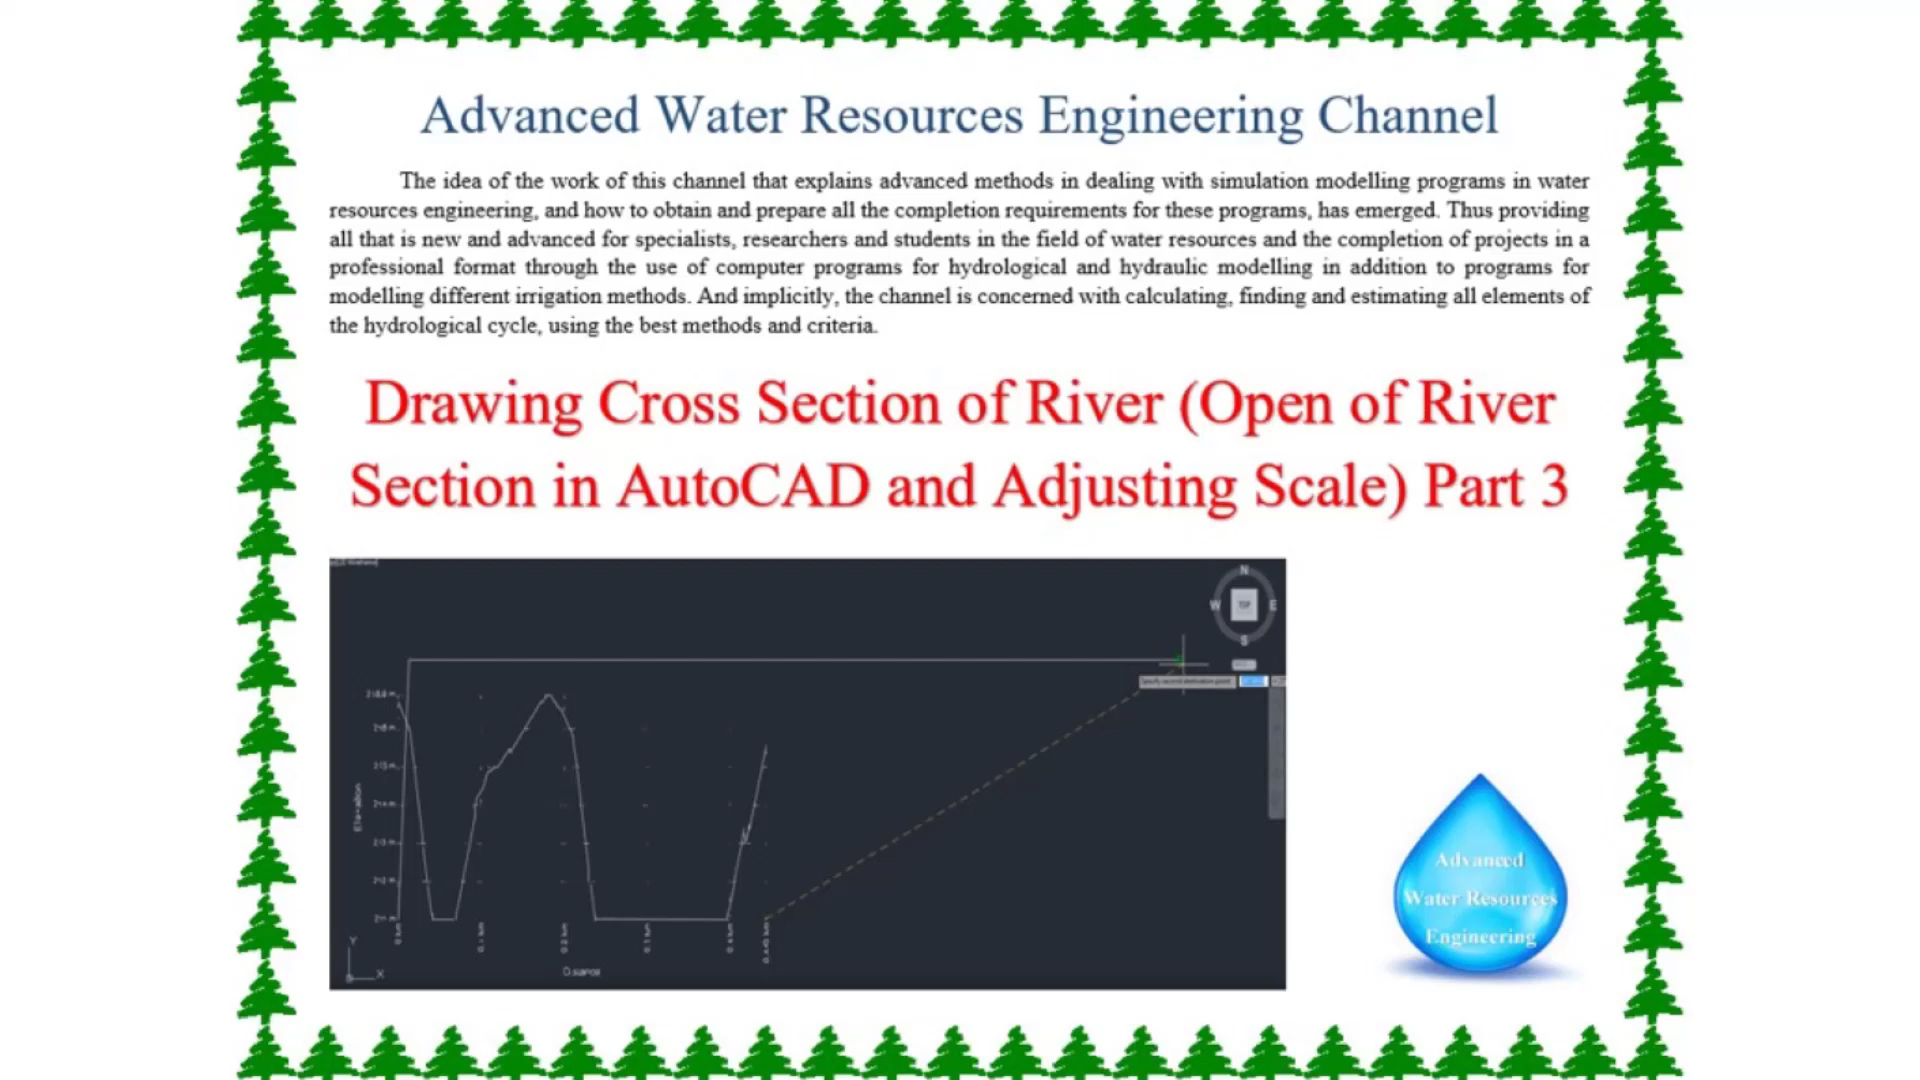 Advanced Water Resources Engineering Channel
The idea of the work of this channel that explains advanced methods in dealing with simulation modelling programs in water
resources engineering, and how to obtain and prepare all the completion requirements for these programs, has emerged. Thus providing
all that is new and advanced for specialists, researchers and students in the field of water resources and the completion of projects in a
professional format through the use of computer programs for hydrological and hydraulic modelling in addition to programs for
modelling different irrigation methods. And implicitly, the channel is concerned with calculating, finding and estimating all elements of
the hydrological cycle, using the best methods and criteria.
Drawing Cross Section of River (Open of River
Section in AutoCAD and Adjusting Scale) Part 3
N
W TOP E
S
Elevation
Y
X
0 km
Distance
Advanced
Water Resources
Engineering